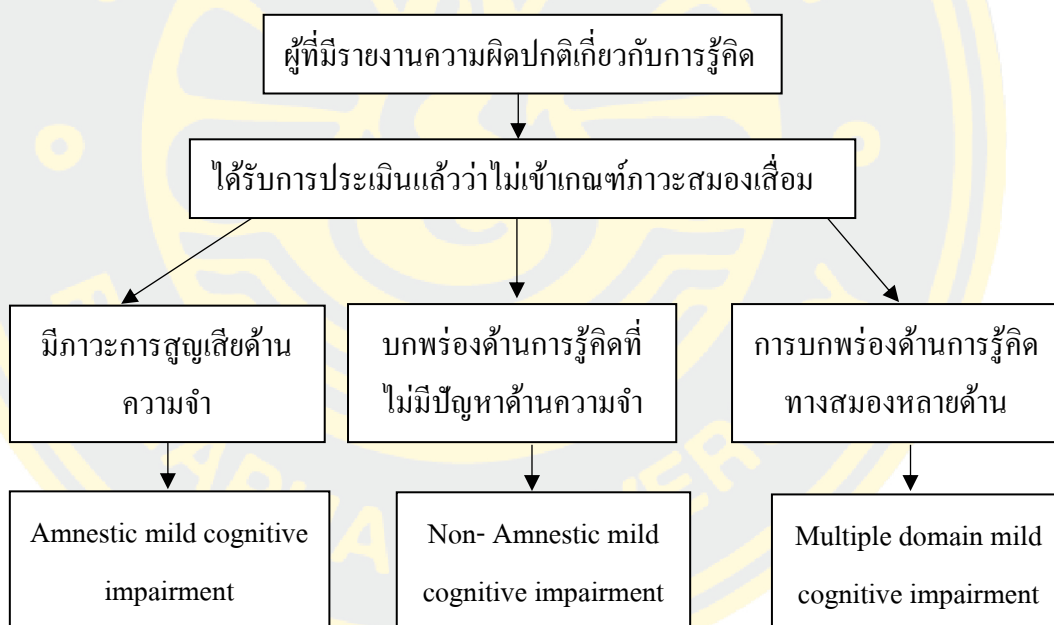 ผู้ที่มีรายงานความผิดปกติเกี่ยวกับการรู้คิด
ได้รับการประเมินแล้วว่าไม่เข้าเกณฑ์ภาวะสมองเสื่อม
มีภาวะการสูญเสียด้าน
ความจำ
บกพร่องด้านการรู้คิดที่
ไม่มีปัญหาด้านความจำ
การบกพร่องด้านการรู้คิด
ทางสมองหลายด้าน
Amnestic mild cognitive
impairment
Non- Amnestic mild
cognitive impairment
Multiple domain mild
cognitive impairment